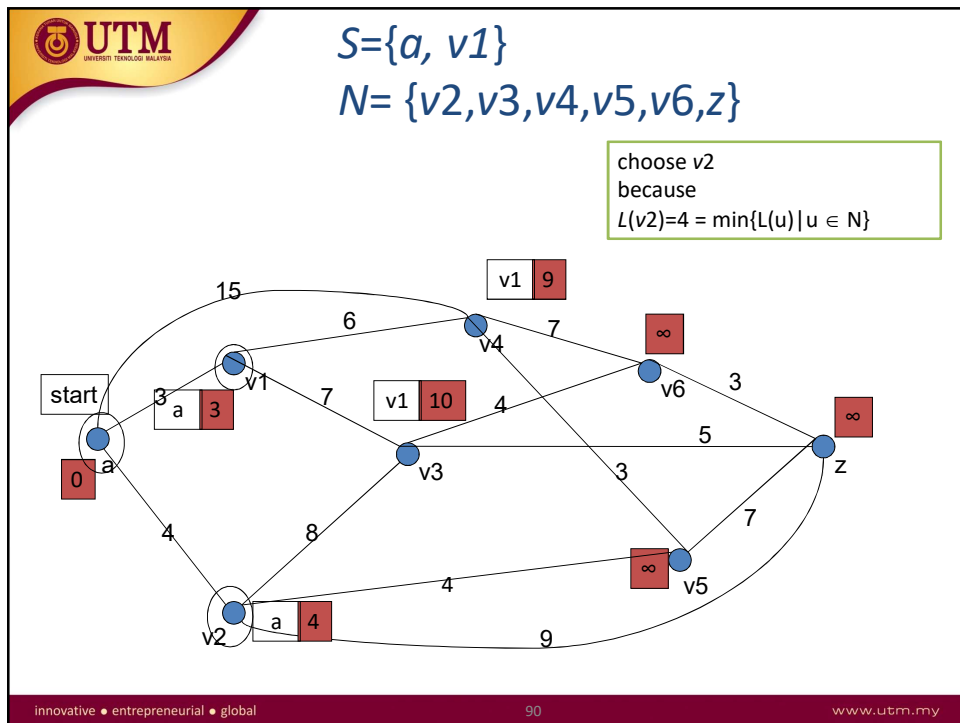 UTM
UNIVERSITI TEKNOLOGI MALAYSIA
S={a, v1}
N= {v2,v3,v4,v5,v6,z}
choose v2
because
L(v2)=4 = min{L(u)|u ∈ N}
v1 9
15
6
v4
7
∞
v1
v6
3
start
3
a 3
7
v1 10
4
∞
a
0
v3
5
z
3
4
8
7
∞
v5
4
v2
a 4
9
innovative ● entrepreneurial ● global
90
www.utm.my